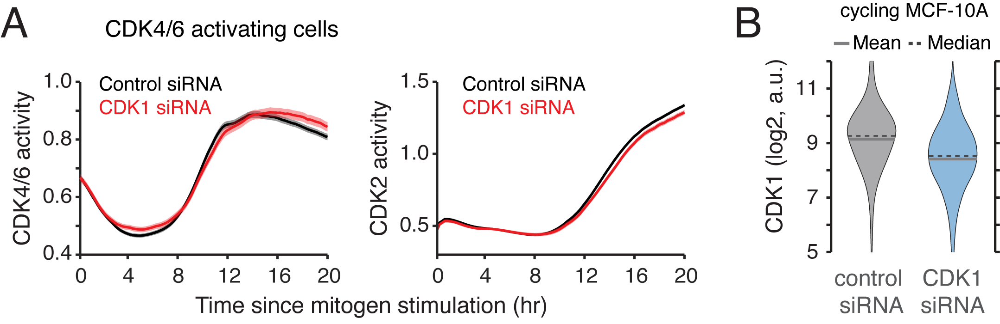 A
CDK4/6 activating cells
CDK4/6 activity
1.0
0.8
0.6
0.4
Control siRNA
CDK1 siRNA
0 4 8 12 16 20
CDK2 activity
1.5
1.0
0.5
Control siRNA
CDK1 siRNA
0 4 8 12 16 20
Time since mitogen stimulation (hr)
B
cycling MCF-10A
Mean Median
CDK1 (log2, a.u.)
11
9
7
5
control
siRNA
CDK1
siRNA